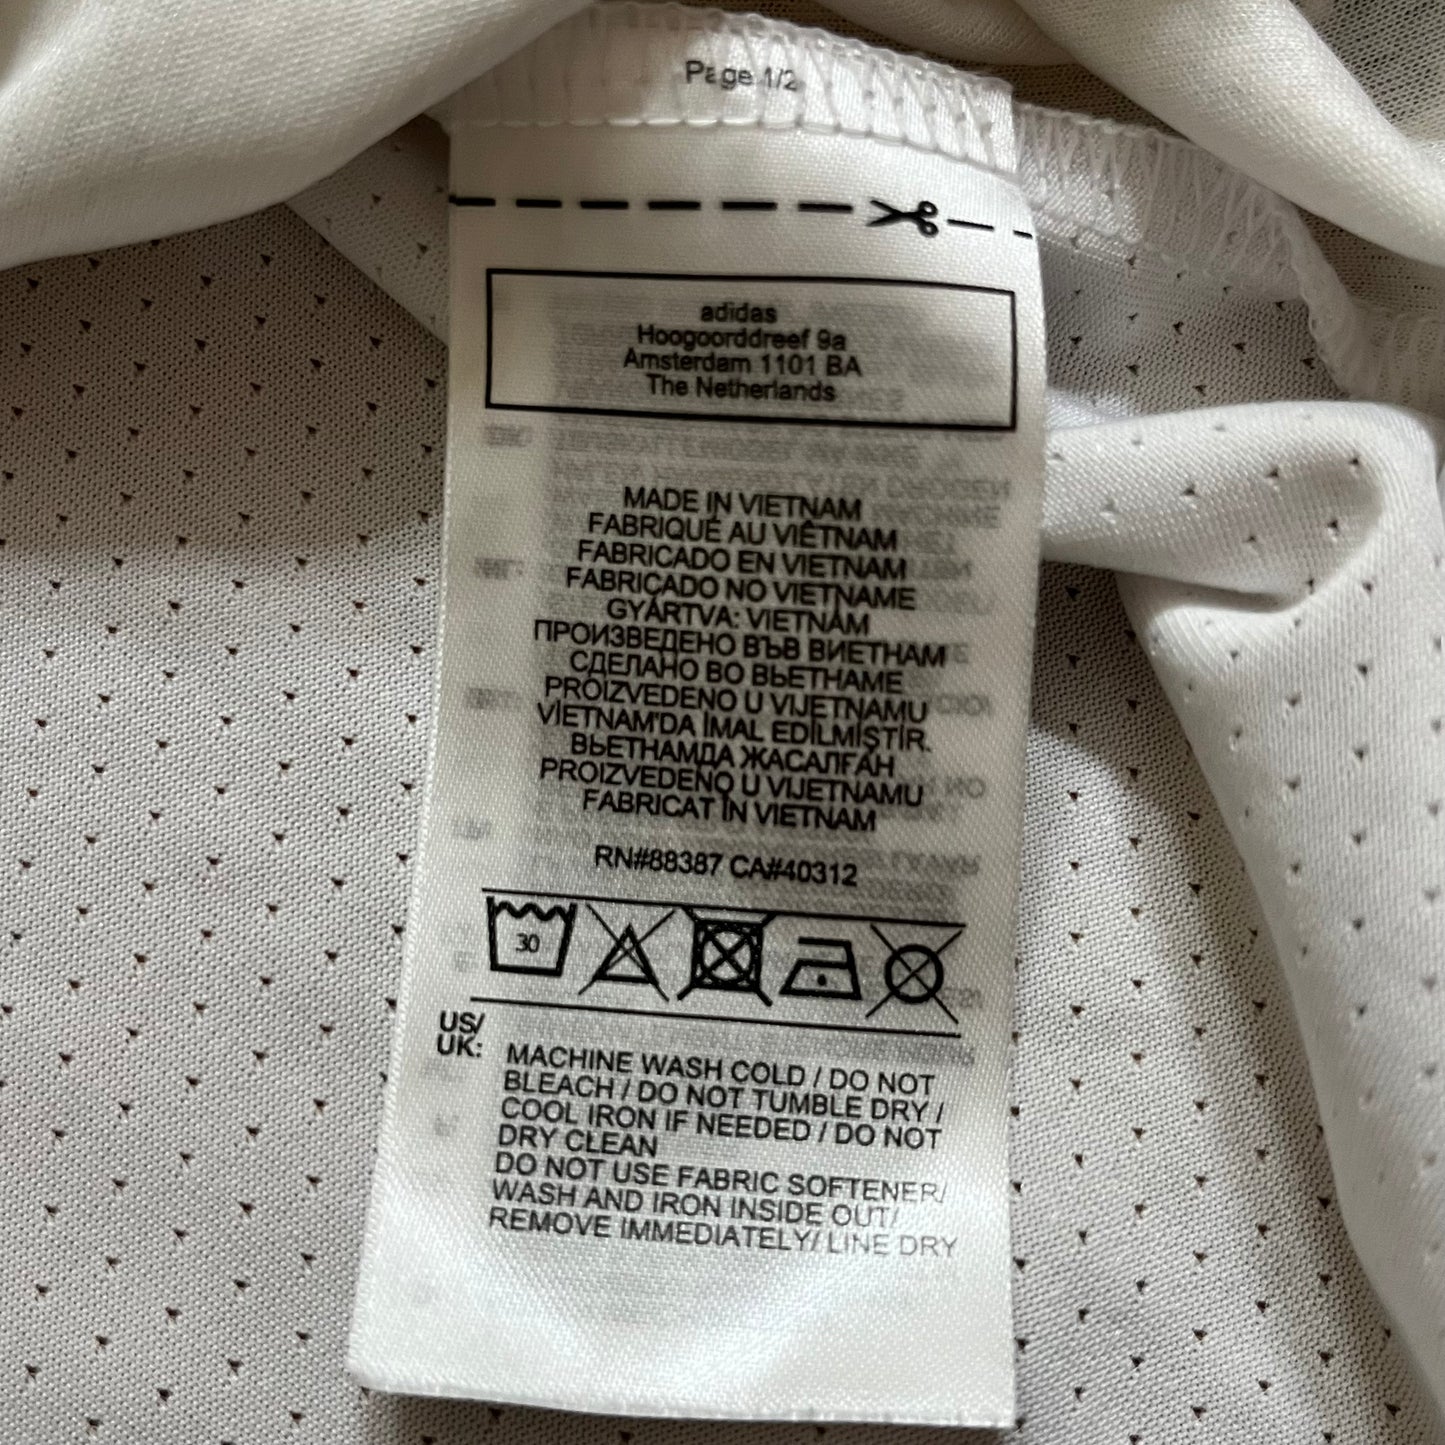 Page 1/2
adidas
Hoogoorddreef 9a
Amsterdam 1101 BA
The Netherlands
MADE IN VIETNAM
FABRIQUÉ AU VIÊTNAM
FABRICADO EN VIETNAM
FABRICADO NO VIETNAME
GYÁRTVA: VIETNÁM
ПРОИЗВЕДЕНО ВЪВ ВИЕТНАМ
СДЕЛАНО ВО ВЬЕТНАМЕ
PROIZVEDENO U VIJETNAMU
VİETNAM'DA İMAL EDİLMİŞTİR.
ВЬЕТНАМДА ЖАСАЛҒАН
PROIZVEDENO U VIJETNAMU
FABRICAT ÎN VIETNAM
RN#88387 CA#40312
30
US/
UK:
MACHINE WASH COLD / DO NOT
BLEACH / DO NOT TUMBLE DRY /
COOL IRON IF NEEDED / DO NOT
DRY CLEAN
DO NOT USE FABRIC SOFTENER/
WASH AND IRON INSIDE OUT/
REMOVE IMMEDIATELY/ LINE DRY